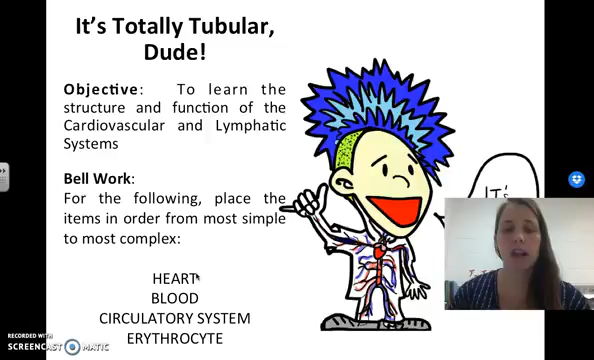 It's Totally Tubular,
Dude!
Objective: To learn the
structure and function of the
Cardiovascular and Lymphatic
Systems
Bell Work:
For the following, place the
items in order from most simple
to most complex:
HEART
BLOOD
CIRCULATORY SYSTEM
ERYTHROCYTE
IT'S
RECORDED WITH
SCREENCAST MATIC